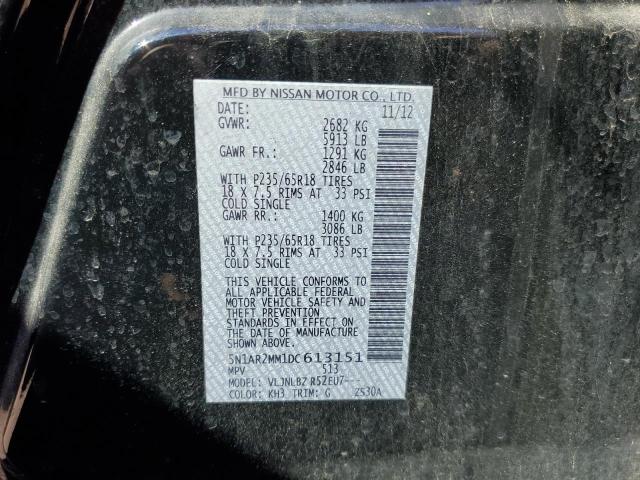 MFD BY NISSAN MOTOR CO., LTD.
DATE: 11/12
GVWR: 2682 KG
5913 LB
GAWR FR.: 1291 KG
2846 LB
WITH P235/65R18 TIRES
18 X 7.5 RIMS AT 33 PSI
COLD SINGLE
GAWR RR.: 1400 KG
3086 LB
WITH P235/65R18 TIRES
18 X 7.5 RIMS AT 33 PSI
COLD SINGLE
THIS VEHICLE CONFORMS TO
ALL APPLICABLE FEDERAL
MOTOR VEHICLE SAFETY AND
THEFT PREVENTION
STANDARDS IN EFFECT ON
THE DATE OF MANUFACTURE
SHOWN ABOVE.
5N1AR2MM1DC613151
MPV 513
MODEL: VLJNLBZ R52EU7---
COLOR: KH3 TRIM: G ZS30A